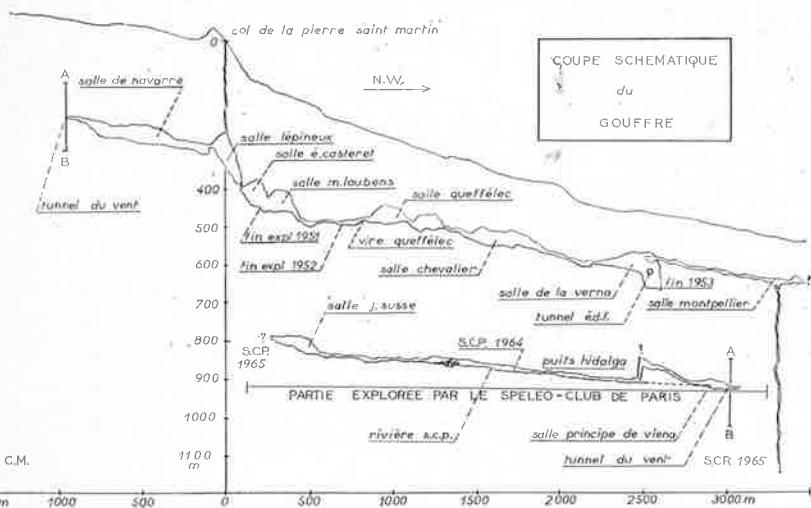 0
col de la pierre saint martin
COUPE SCHEMATIQUE
du
GOUFFRE
N.W.
A
salle de navarre
B
tunnel du vent
salle lépineux
salle é.casteret
salle m.loubens
salle queffélec
400
500
600
700
800
900
1000
1100
m
fin expl 1951
fin expl 1952
vire queffélec
salle chevalier
salle de la verna
fin 1953
tunnel é.d.f.
salle montpellier
P
?
S.C.P.
1965
salle j. susse
S.C.P. 1964
puits hidalga
?
A
PARTIE EXPLOREE PAR LE SPELEO-CLUB DE PARIS
rivière s.c.p.
salle principe de viena
B
tunnel du vent
S.C.P. 1965
C.M.
m 1000 500 0 500 1000 1500 2000 2500 3000 m